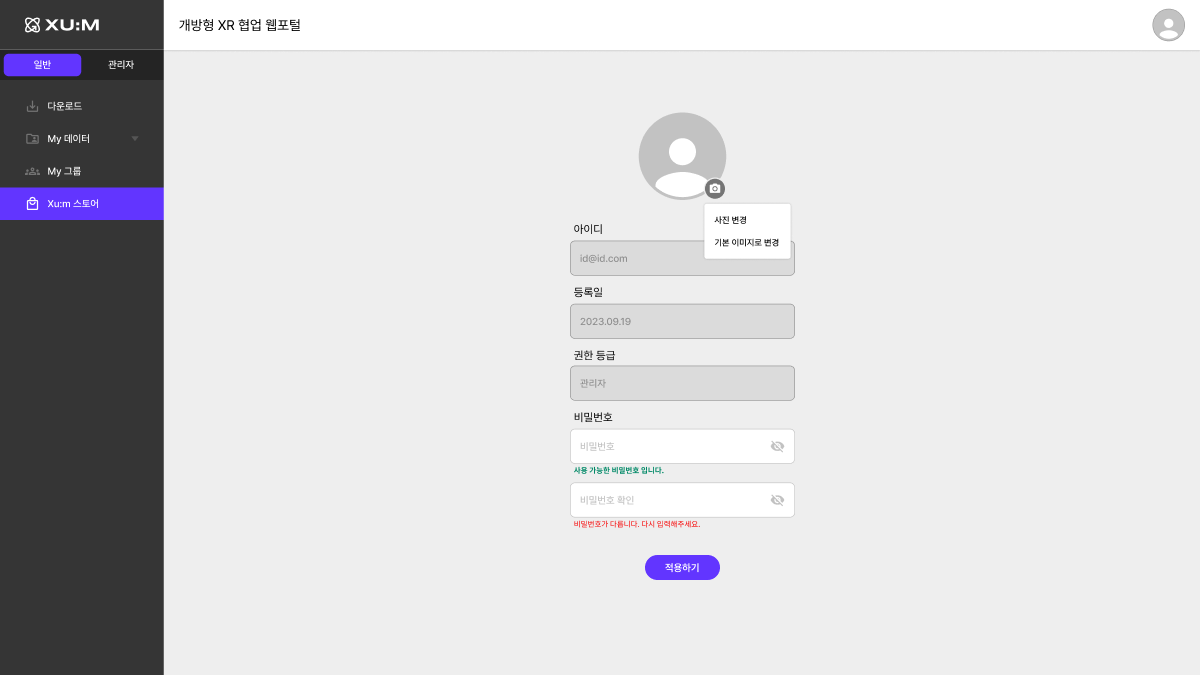 XU:M
개방형 XR 협업 웹포털
일반
관리자
다운로드
My 데이터
My 그룹
Xu:m 스토어
사진 변경
기본 이미지로 변경
아이디
id@id.com
등록일
2023.09.19
권한 등급
관리자
비밀번호
비밀번호
사용 가능한 비밀번호 입니다.
비밀번호 확인
비밀번호가 다릅니다. 다시 입력해주세요.
적용하기